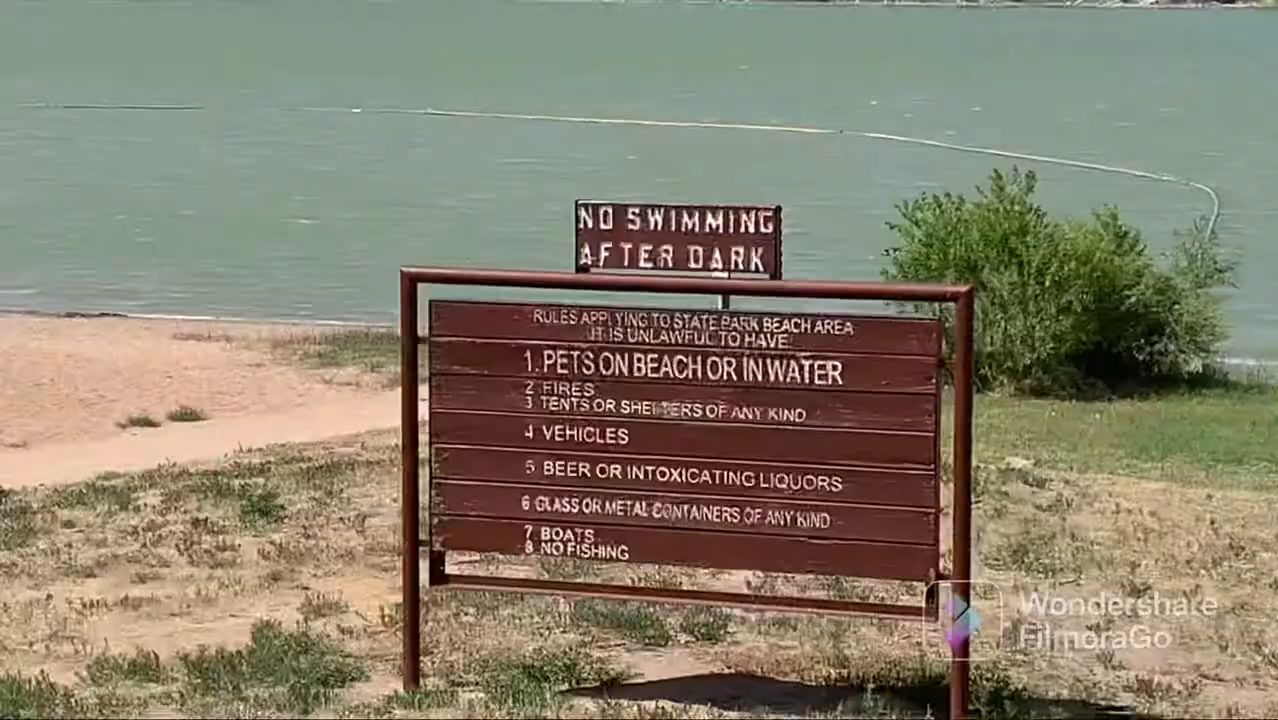 NO SWIMMING
AFTER DARK
RULES APPLYING TO STATE PARK BEACH AREA
IT IS UNLAWFUL TO HAVE
1. PETS ON BEACH OR IN WATER
2 FIRES
3 TENTS OR SHELTERS OF ANY KIND
4 VEHICLES
5 BEER OR INTOXICATING LIQUORS
6 GLASS OR METAL CONTAINERS OF ANY KIND
7 BOATS
8 NO FISHING
Wondershare
FilmoraGo